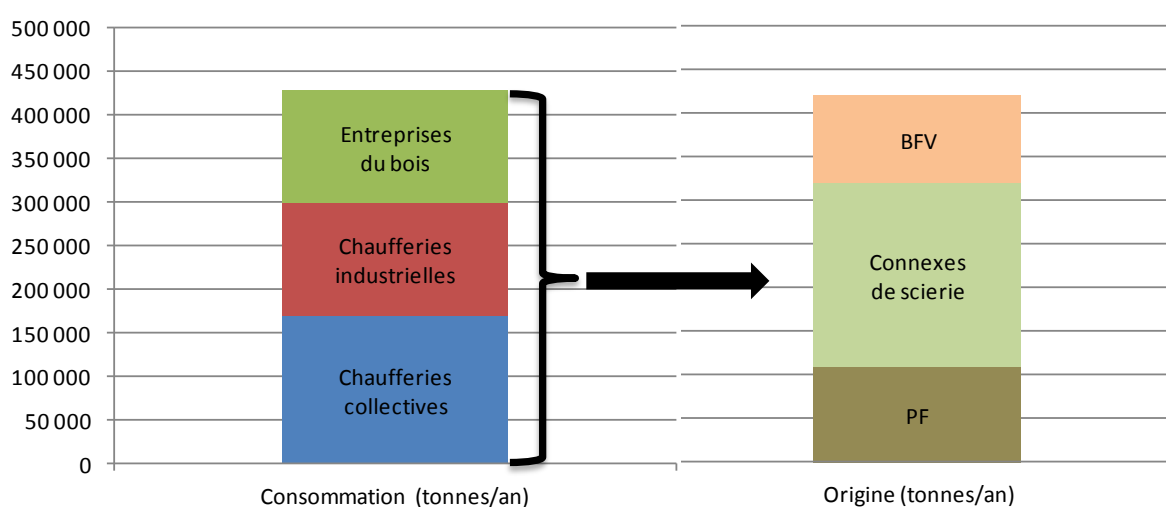 500 000
450 000
400 000
350 000
300 000
250 000
200 000
150 000
100 000
50 000
0
Entreprises
du bois
Chaufferies
industrielles
Chaufferies
collectives
Consommation (tonnes/an)
BFV
Connexes
de scierie
PF
Origine (tonnes/an)